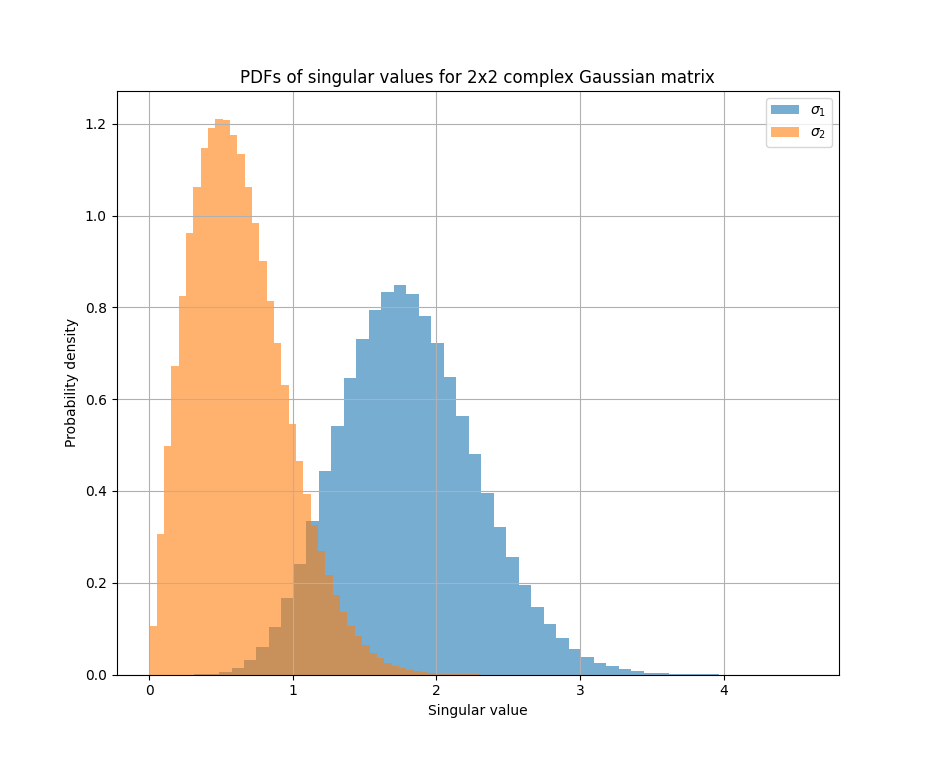 PDFs of singular values for 2x2 complex Gaussian matrix
σ₁
σ₂
1.2
1.0
0.8
0.6
0.4
0.2
0.0
Probability density
0 1 2 3 4
Singular value